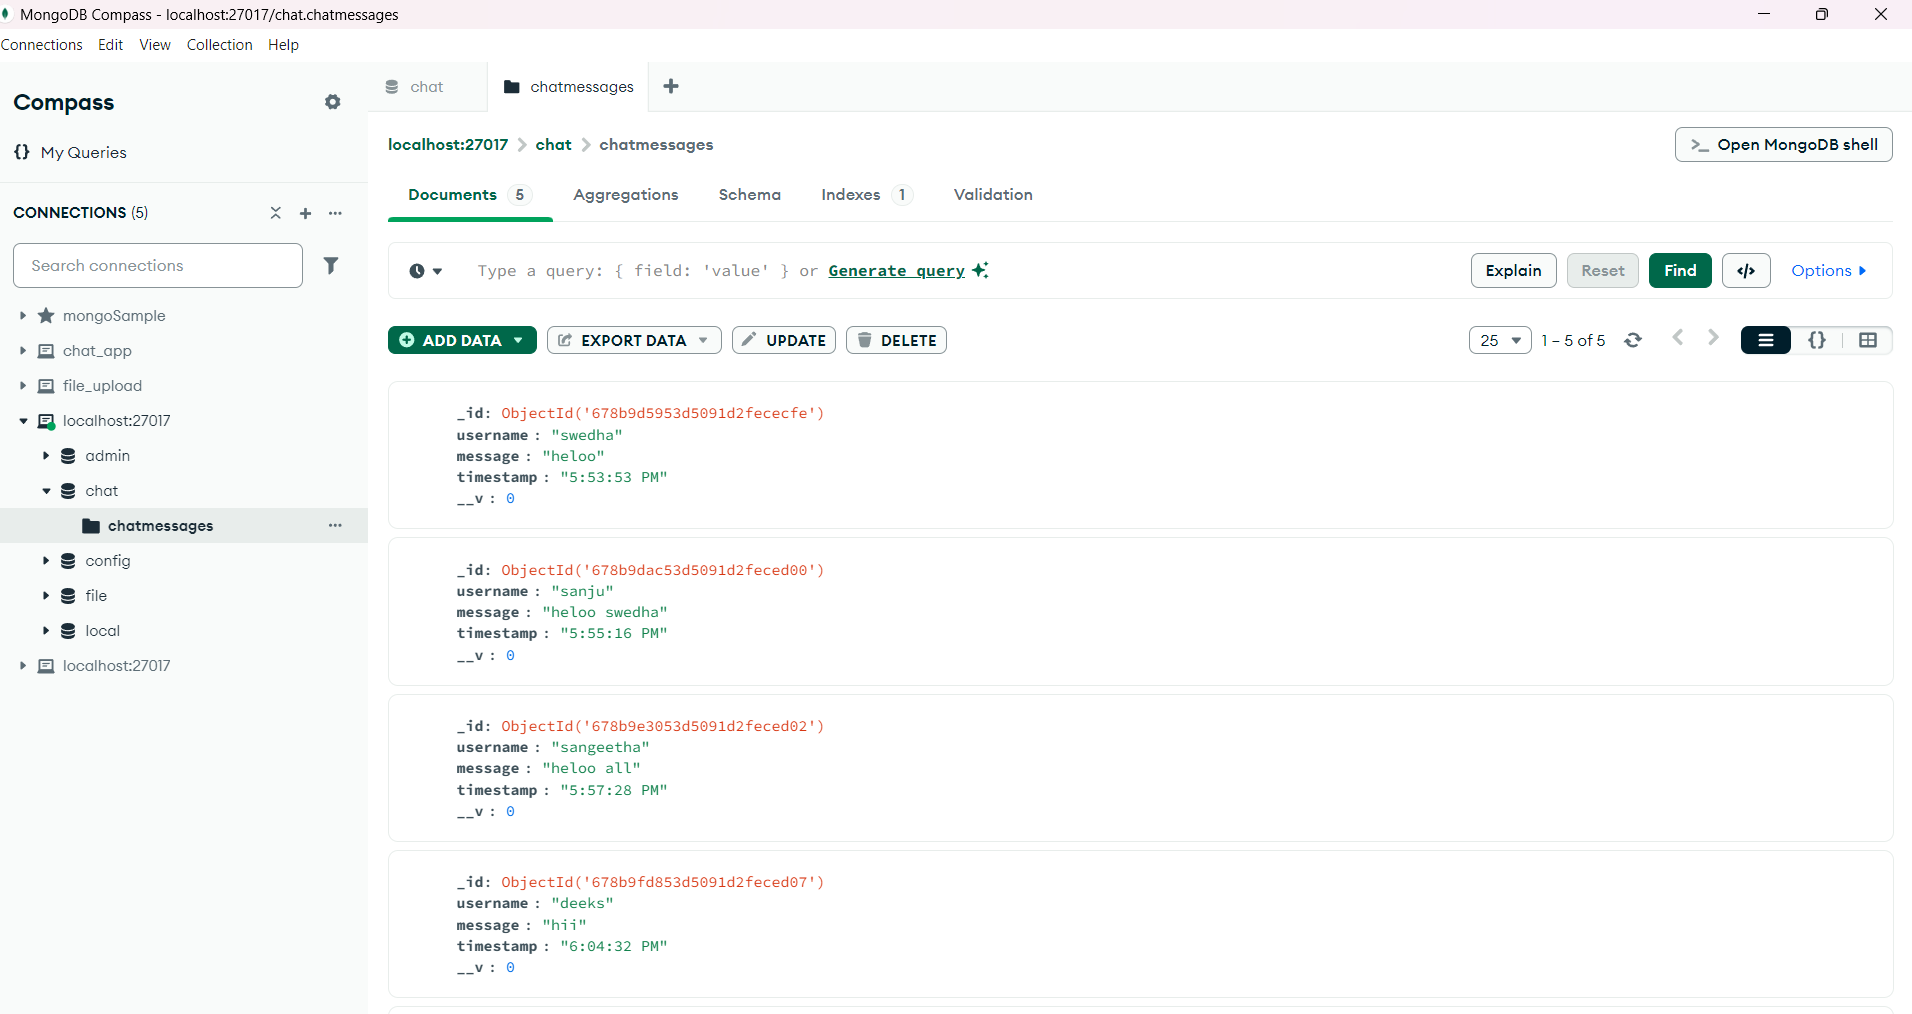 MongoDB Compass - localhost:27017/chat.chatmessages
Connections Edit View Collection Help
Compass
My Queries
CONNECTIONS (5)
Search connections
mongoSample
chat_app
file_upload
localhost:27017
admin
chat
chatmessages
config
file
local
localhost:27017
chat chatmessages
localhost:27017 > chat > chatmessages
>_ Open MongoDB shell
Documents 5 Aggregations Schema Indexes 1 Validation
Type a query: { field: 'value' } or Generate query
Explain Reset Find </> Options
ADD DATA EXPORT DATA UPDATE DELETE
25 1 – 5 of 5 {}
_id: ObjectId('678b9d5953d5091d2fececfe')
username : "swedha"
message : "heloo"
timestamp : "5:53:53 PM"
__v : 0
_id: ObjectId('678b9dac53d5091d2feced00')
username : "sanju"
message : "heloo swedha"
timestamp : "5:55:16 PM"
__v : 0
_id: ObjectId('678b9e3053d5091d2feced02')
username : "sangeetha"
message : "heloo all"
timestamp : "5:57:28 PM"
__v : 0
_id: ObjectId('678b9fd853d5091d2feced07')
username : "deeks"
message : "hii"
timestamp : "6:04:32 PM"
__v : 0